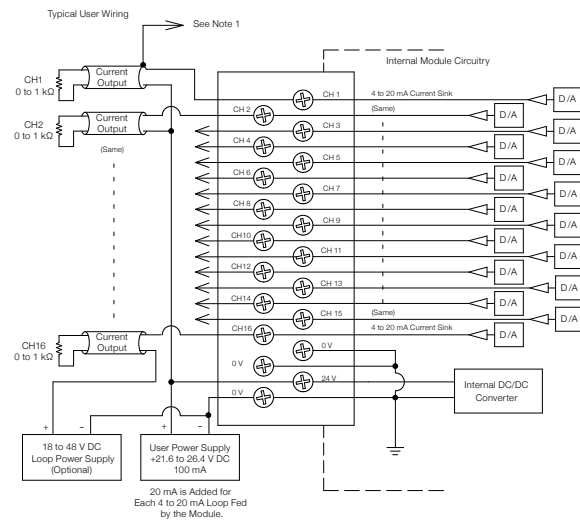 Typical User Wiring
See Note 1
Internal Module Circuitry
CH1
0 to 1 kΩ
Current
Output
CH 1
4 to 20 mA Current Sink
D/A
CH2
0 to 1 kΩ
Current
Output
CH 2
(Same)
D/A
(Same)
CH 3
D/A
CH 4
D/A
CH 5
D/A
CH 6
D/A
CH 7
D/A
CH 8
D/A
CH 9
D/A
CH10
D/A
CH 11
D/A
CH12
D/A
CH 13
D/A
CH14
D/A
CH 15
(Same)
D/A
CH16
0 to 1 kΩ
Current
Output
CH16
4 to 20 mA Current Sink
D/A
0 V
0 V
24 V
0 V
Internal DC/DC
Converter
+ – + –
18 to 48 V DC
Loop Power Supply
(Optional)
User Power Supply
+21.6 to 26.4 V DC
100 mA
20 mA is Added for
Each 4 to 20 mA Loop Fed
by the Module.